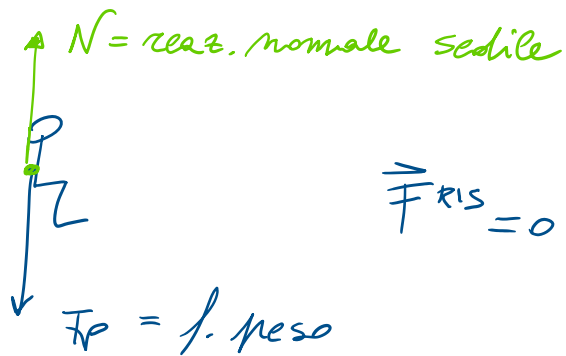 N = reaz. normale sedile
F⃗ RIS = 0
Fp = f. peso